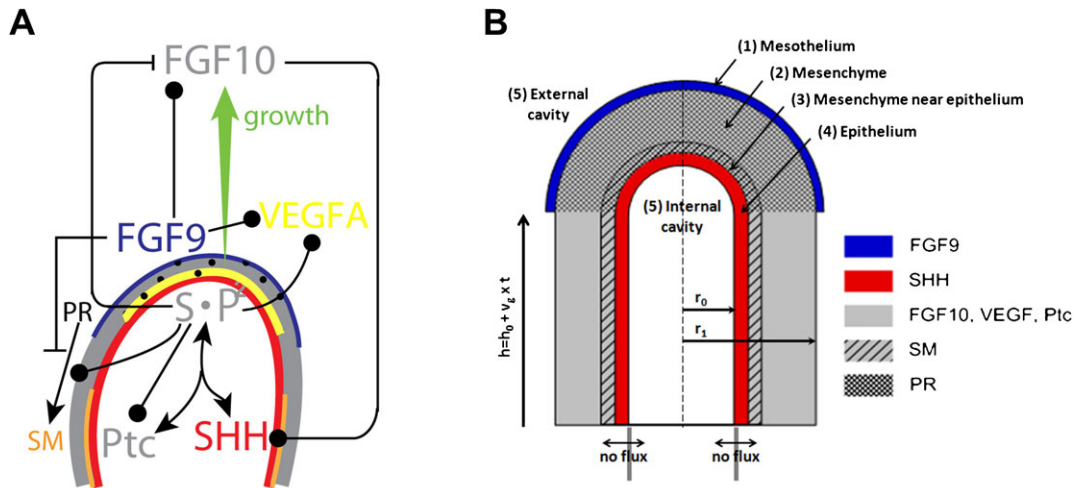 A
FGF10
growth
VEGFA
FGF9
S•P²
PR
SM
Ptc
SHH
B
(1) Mesothelium
(2) Mesenchyme
(3) Mesenchyme near epithelium
(4) Epithelium
(5) External
cavity
(5) Internal
cavity
h=h₀+ v₉ x t
r₀
r₁
no flux
no flux
FGF9
SHH
FGF10, VEGF, Ptc
SM
PR